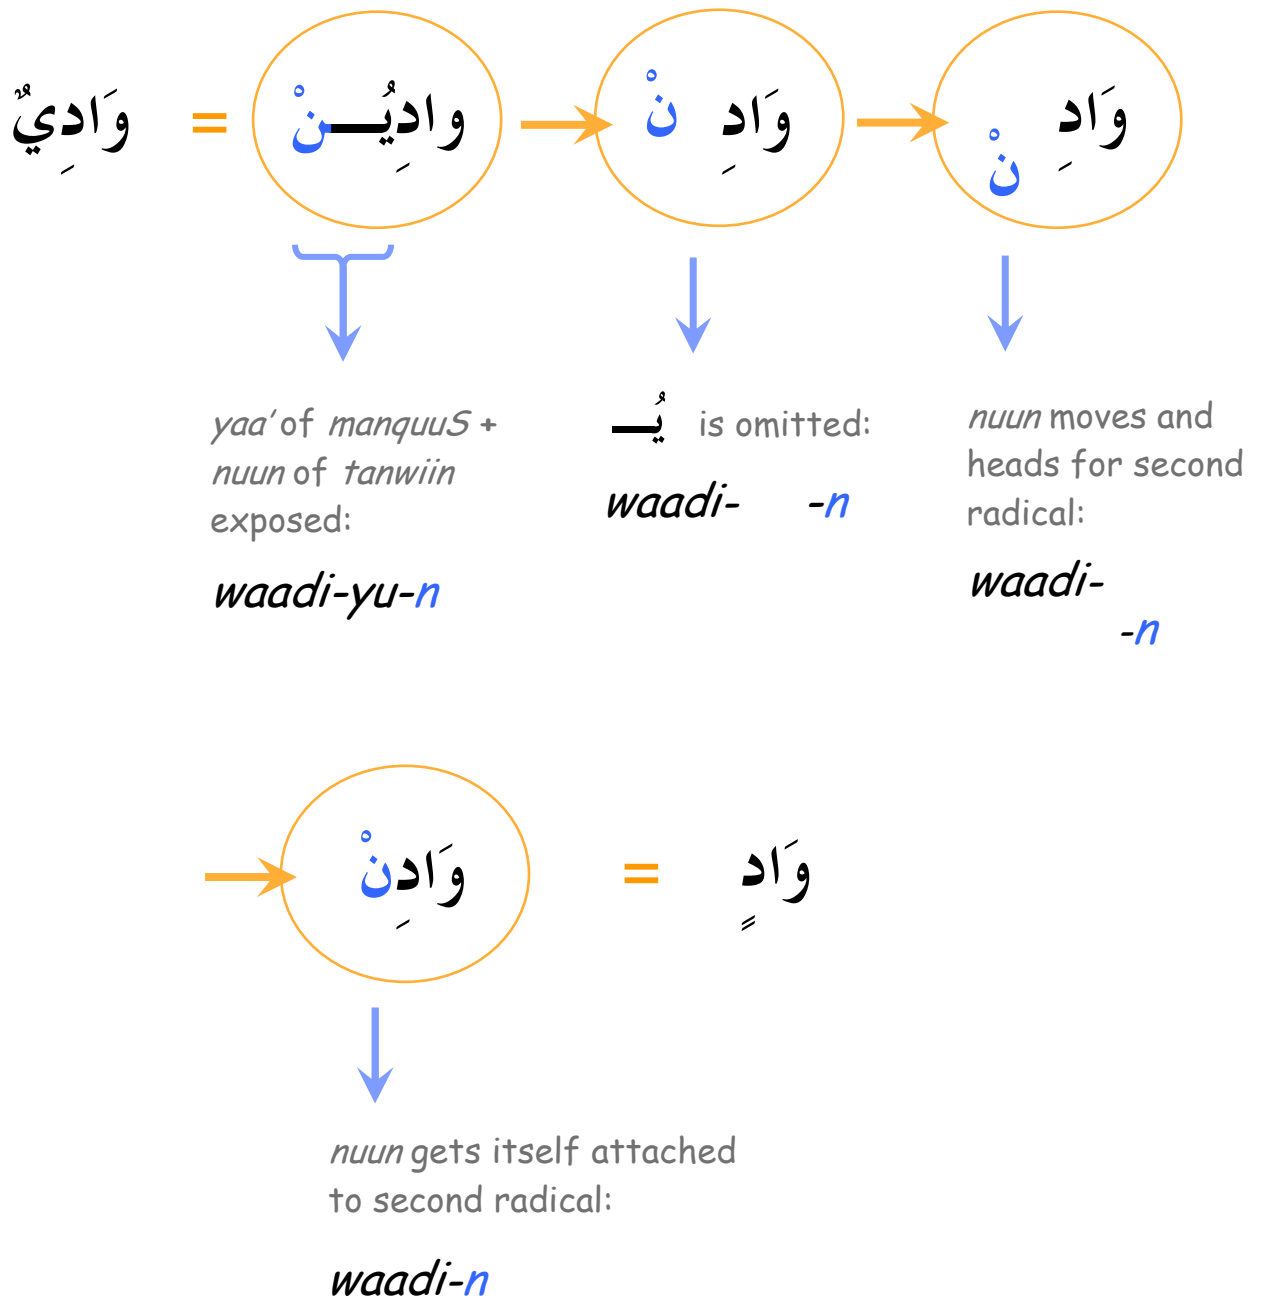 وَادِيٌ = وادِيُـــنْ → وَادِ نْ → وَادِ
نْ
yaa’ of manquuS +
nuun of tanwiin
exposed:
waadi-yu-n
يُــ is omitted:
waadi- -n
nuun moves and
heads for second
radical:
waadi-
-n
وَادِنْ = وَادٍ
nuun gets itself attached
to second radical:
waadi-n